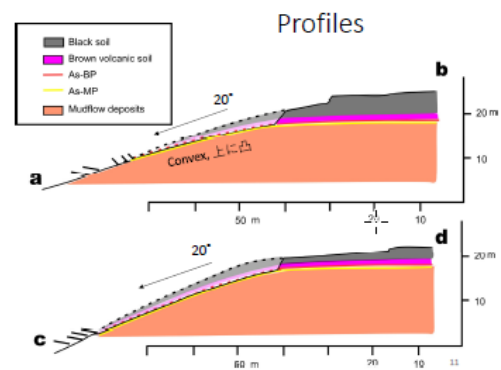 Profiles
Black soil
Brown volcanic soil
As-BP
As-MP
Mudflow deposits
20°
b
20 m
10
Convex, 上に凸
a
50 m
20
10
20°
d
20 m
10
c
60 m
20
10
11